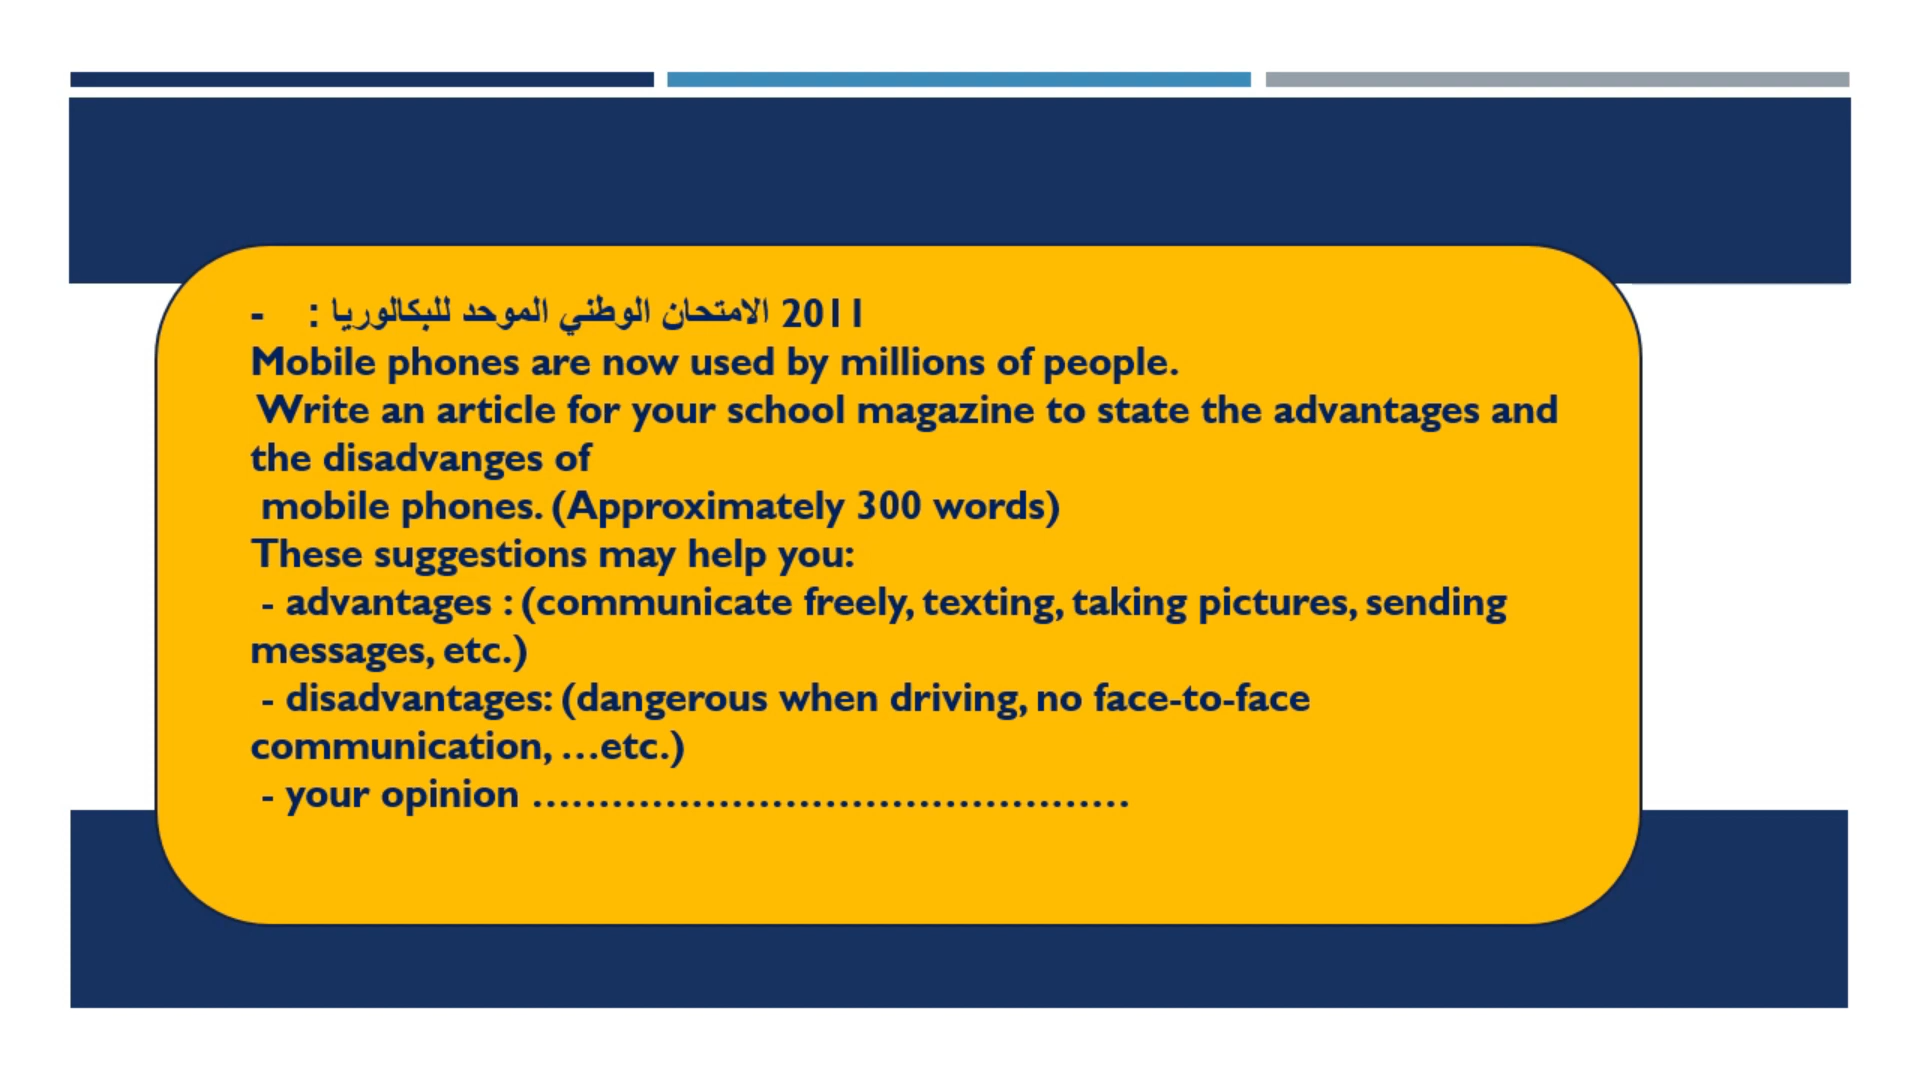 - الامتحان الوطني الموحد للبكالوريا : 2011
Mobile phones are now used by millions of people.
Write an article for your school magazine to state the advantages and
the disadvanges of
mobile phones. (Approximately 300 words)
These suggestions may help you:
- advantages : (communicate freely, texting, taking pictures, sending
messages, etc.)
- disadvantages: (dangerous when driving, no face-to-face
communication, …etc.)
- your opinion ………………………………………